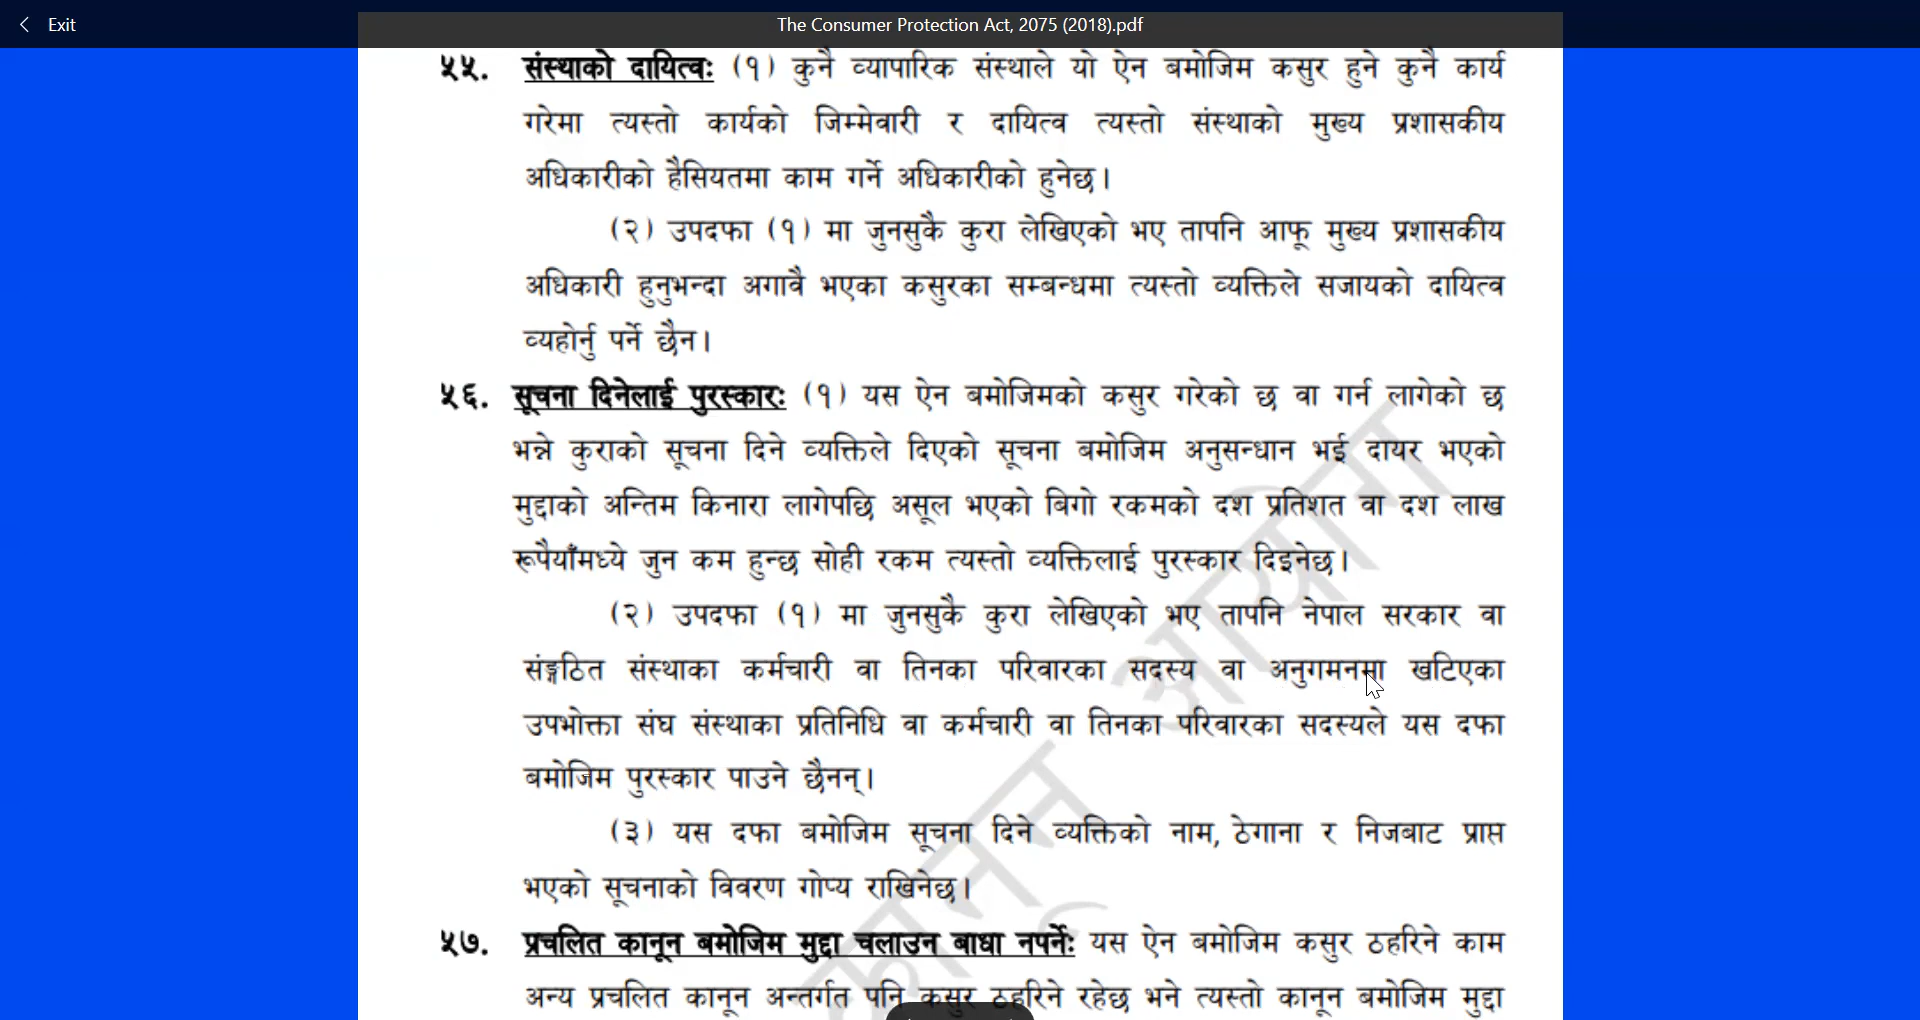 Exit
The Consumer Protection Act, 2075 (2018).pdf
५५. संस्थाको दायित्वः (१) कुनै व्यापारिक संस्थाले यो ऐन बमोजिम कसुर हुने कुनै कार्य
गरेमा त्यस्तो कार्यको जिम्मेवारी र दायित्व त्यस्तो संस्थाको मुख्य प्रशासकीय
अधिकारीको हैसियतमा काम गर्ने अधिकारीको हुनेछ।
(२) उपदफा (१) मा जुनसुकै कुरा लेखिएको भए तापनि आफू मुख्य प्रशासकीय
अधिकारी हुनुभन्दा अगावै भएका कसुरका सम्बन्धमा त्यस्तो व्यक्तिले सजायको दायित्व
व्यहोर्नु पर्ने छैन।
५६. सूचना दिनेलाई पुरस्कारः (१) यस ऐन बमोजिमको कसुर गरेको छ वा गर्न लागेको छ
भन्ने कुराको सूचना दिने व्यक्तिले दिएको सूचना बमोजिम अनुसन्धान भई दायर भएको
मुद्दाको अन्तिम किनारा लागेपछि असूल भएको बिगो रकमको दश प्रतिशत वा दश लाख
रूपैयाँमध्ये जुन कम हुन्छ सोही रकम त्यस्तो व्यक्तिलाई पुरस्कार दिइनेछ।
(२) उपदफा (१) मा जुनसुकै कुरा लेखिएको भए तापनि नेपाल सरकार वा
संङ्गठित संस्थाका कर्मचारी वा तिनका परिवारका सदस्य वा अनुगमनमा खटिएका
उपभोक्ता संघ संस्थाका प्रतिनिधि वा कर्मचारी वा तिनका परिवारका सदस्यले यस दफा
बमोजिम पुरस्कार पाउने छैनन्।
(३) यस दफा बमोजिम सूचना दिने व्यक्तिको नाम, ठेगाना र निजबाट प्राप्त
भएको सूचनाको विवरण गोप्य राखिनेछ।
५७. प्रचलित कानून बमोजिम मुद्दा चलाउन बाधा नपर्नेः यस ऐन बमोजिम कसुर ठहरिने काम
अन्य प्रचलित कानून अन्तर्गत पनि कसुर ठहरिने रहेछ भने त्यस्तो कानून बमोजिम मुद्दा
कानून आयोग